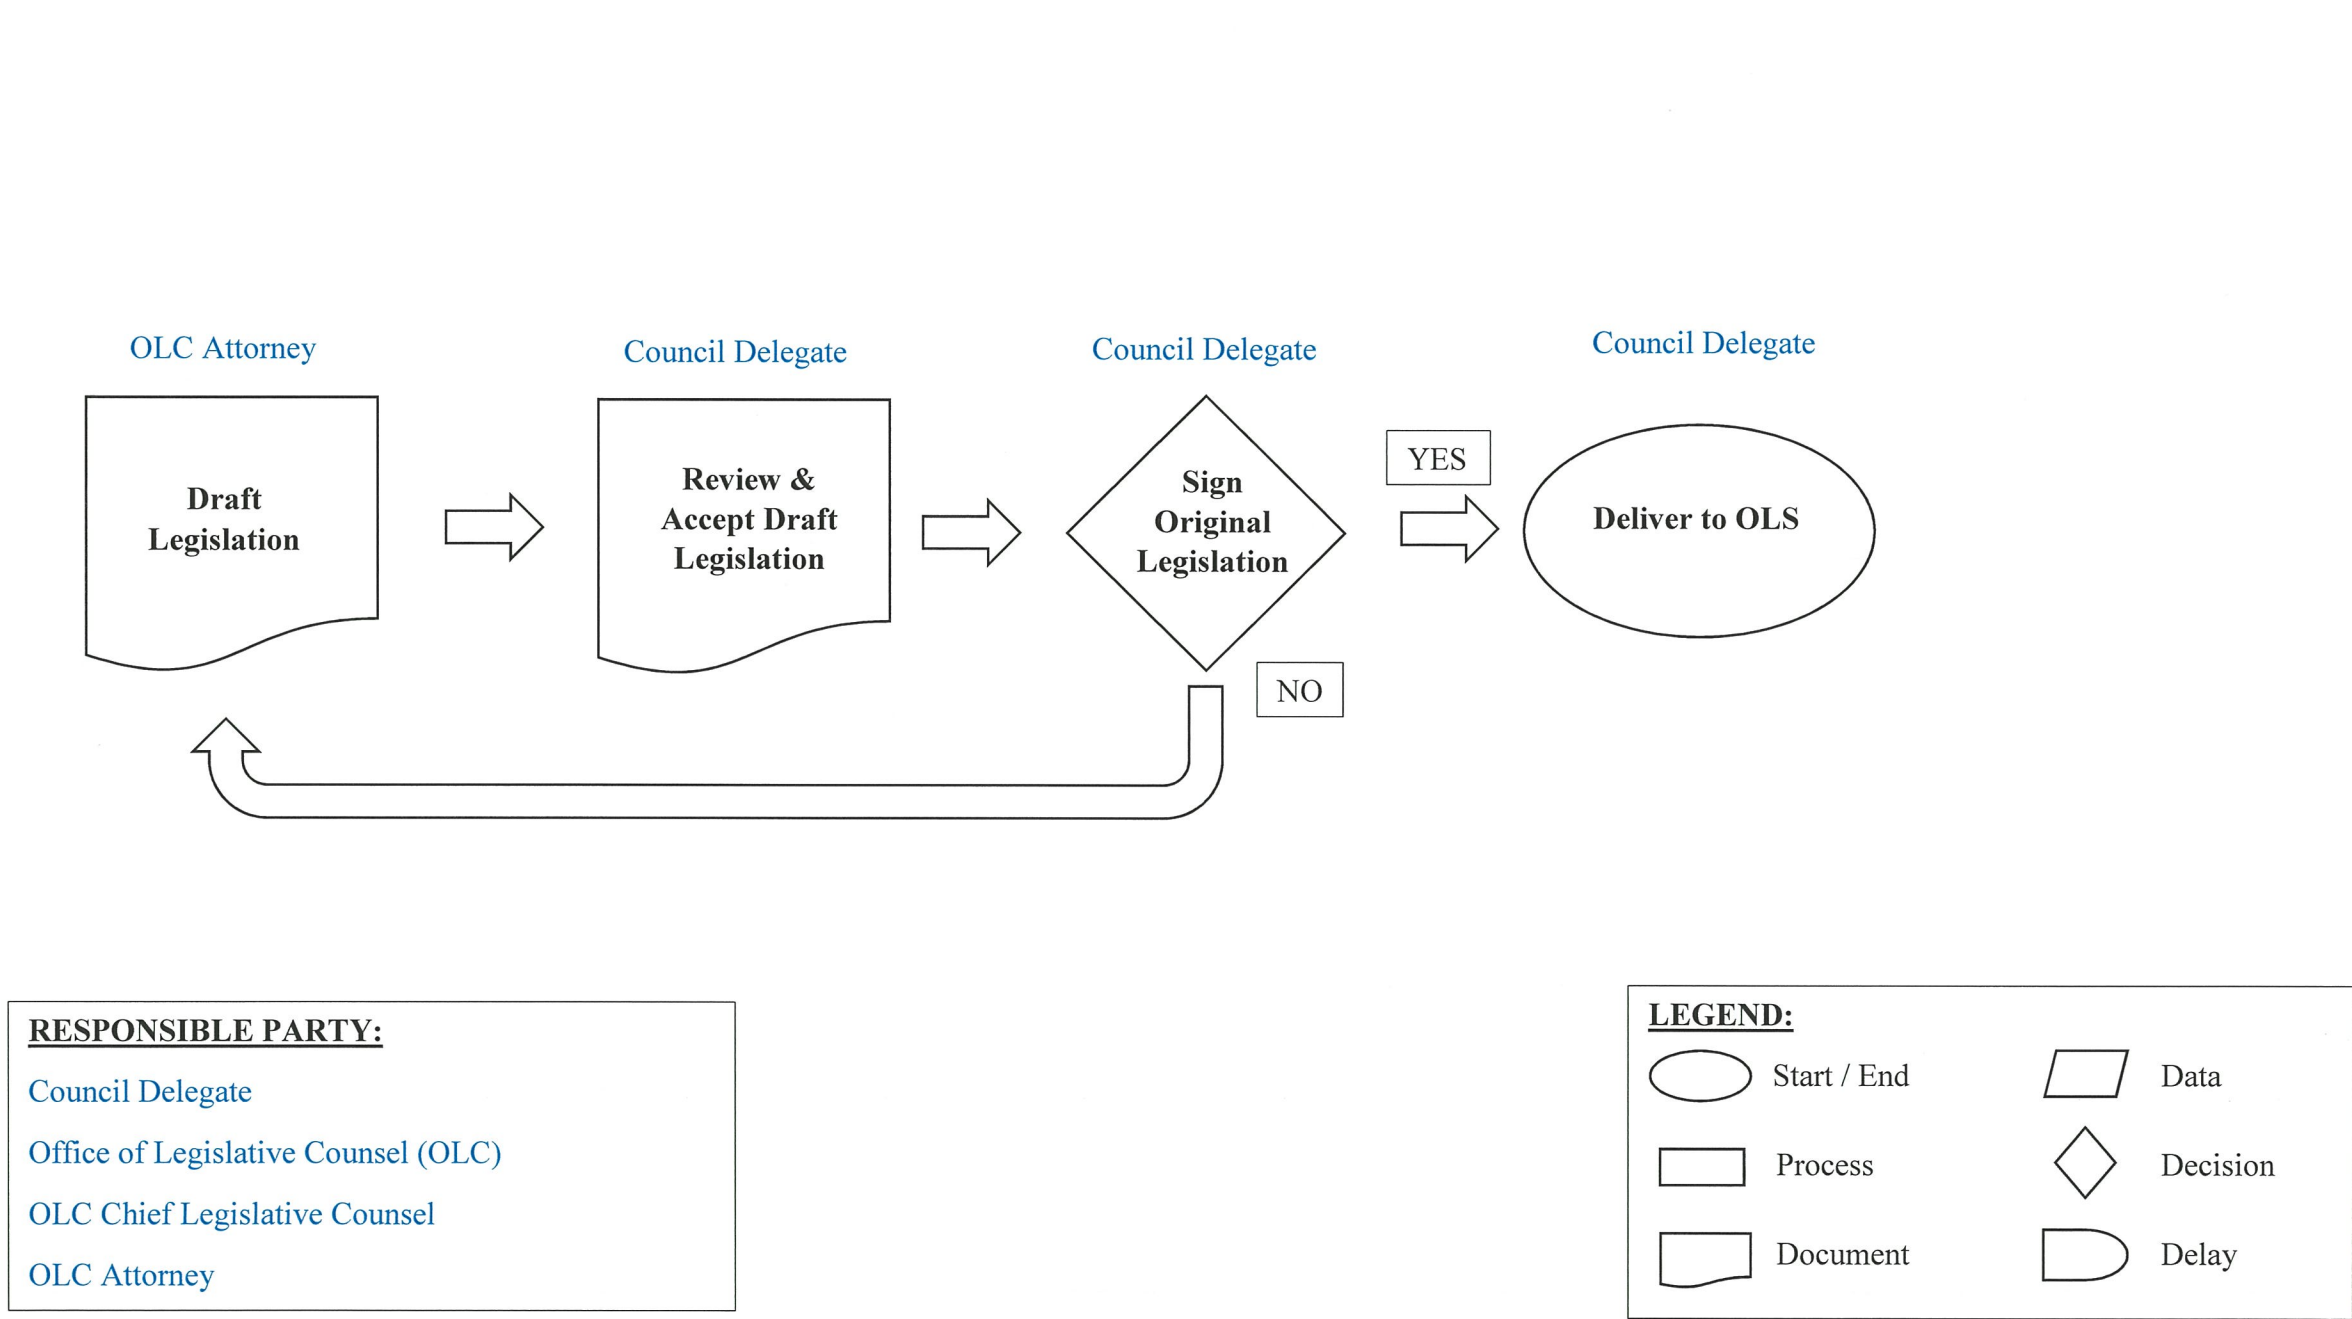 OLC Attorney
Council Delegate
Council Delegate
Council Delegate
Draft
Legislation
Review &
Accept Draft
Legislation
Sign
Original
Legislation
YES
Deliver to OLS
NO
RESPONSIBLE PARTY:
Council Delegate
Office of Legislative Counsel (OLC)
OLC Chief Legislative Counsel
OLC Attorney
LEGEND:
Start / End
Data
Process
Decision
Document
Delay